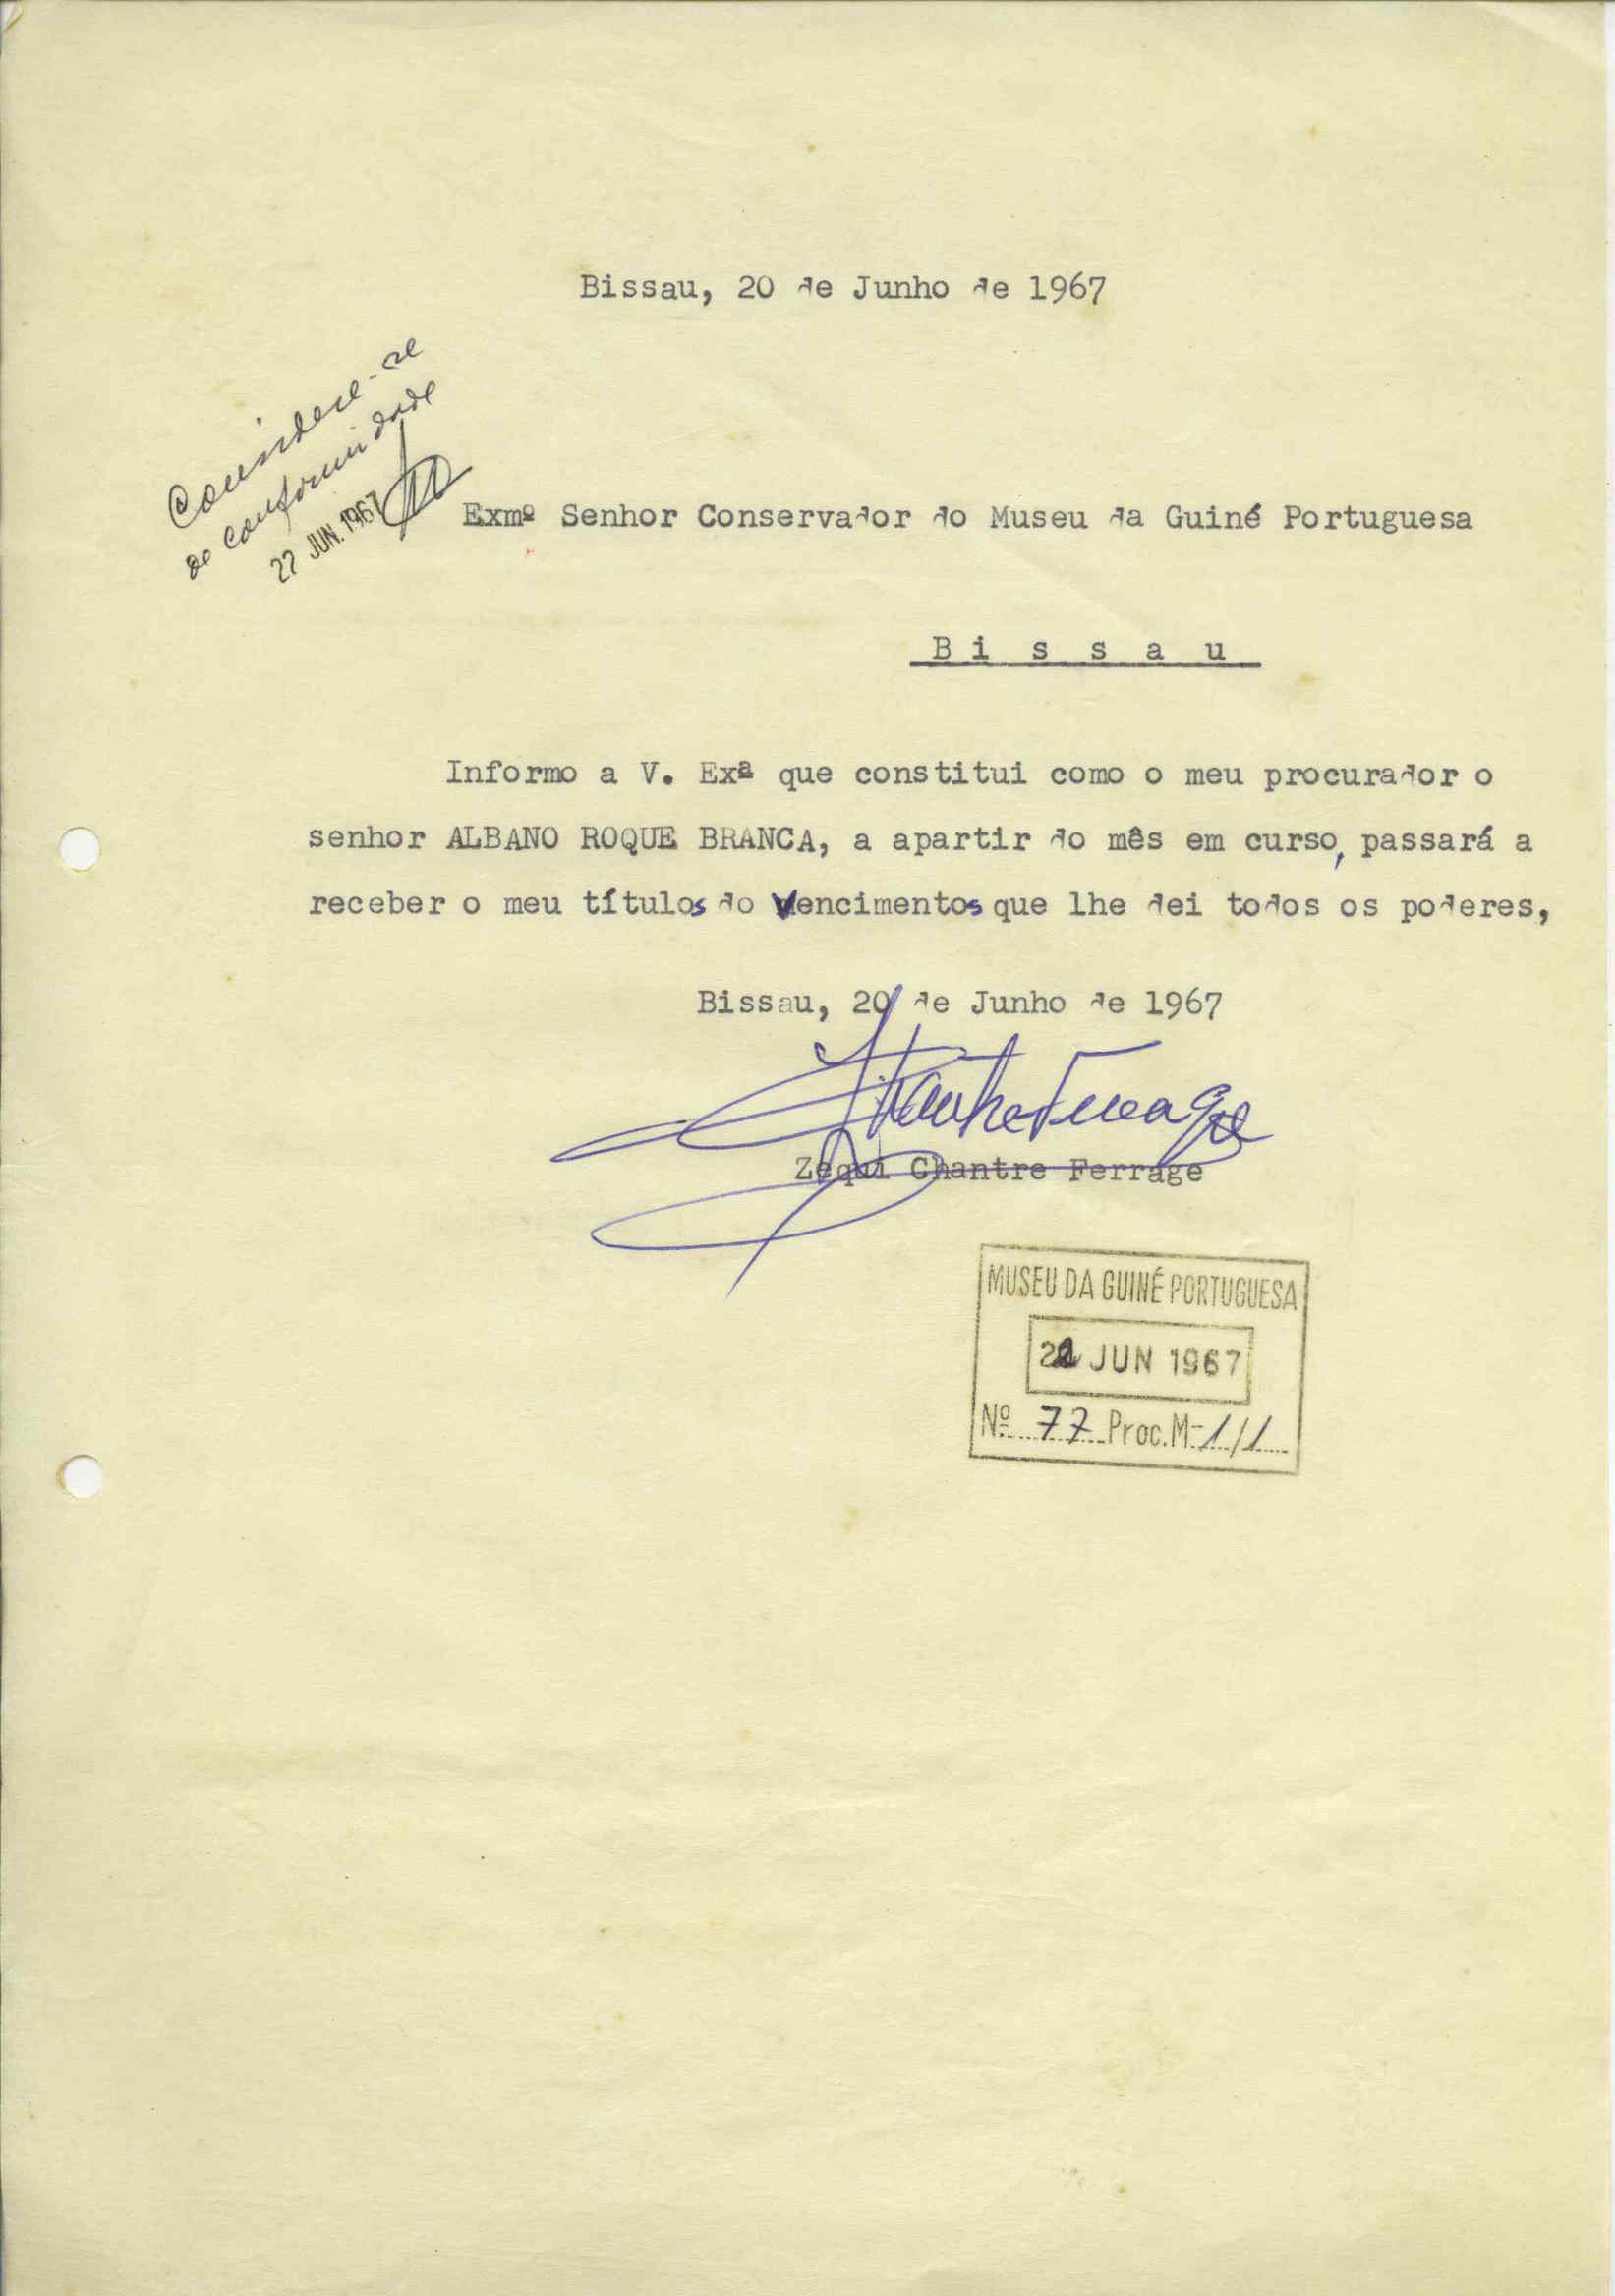 Bissau, 20 de Junho de 1967
Considere-se
de conformidade
22 JUN. 1967
Exmº Senhor Conservador do Museu da Guiné Portuguesa
B i s s a u
Informo a V. Exª que constitui como o meu procurador o
senhor ALBANO ROQUE BRANCA, a apartir do mês em curso, passará a
receber o meu títulos do Vencimentos que lhe dei todos os poderes,
Bissau, 20 de Junho de 1967
Zequi Chantre Ferrage
MUSEU DA GUINÉ PORTUGUESA
22 JUN 1967
Nº 77 Proc. M-1/1